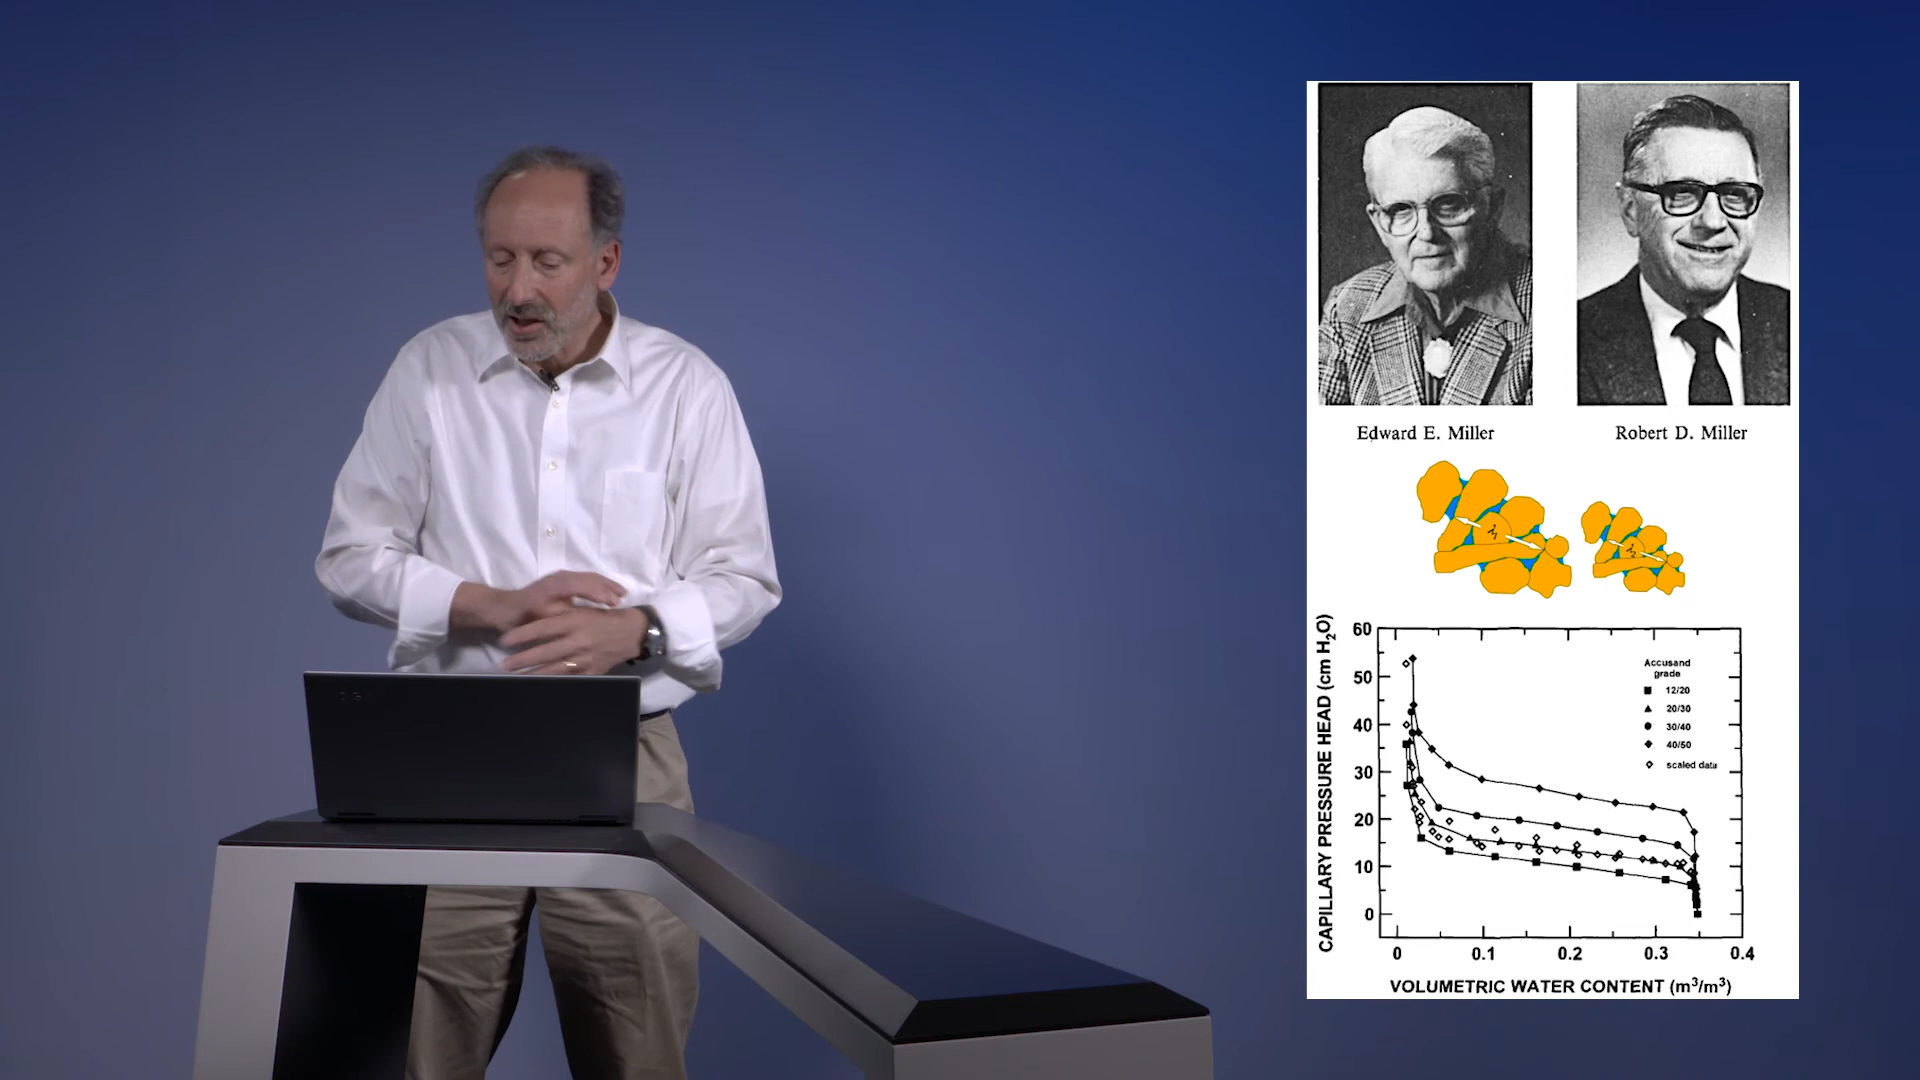 Edward E. Miller
Robert D. Miller
λ₁
λ₂
CAPILLARY PRESSURE HEAD (cm H₂O)
60
50
40
30
20
10
0
Accusand
grade
12/20
20/30
30/40
40/50
scaled data
0 0.1 0.2 0.3 0.4
VOLUMETRIC WATER CONTENT (m³/m³)